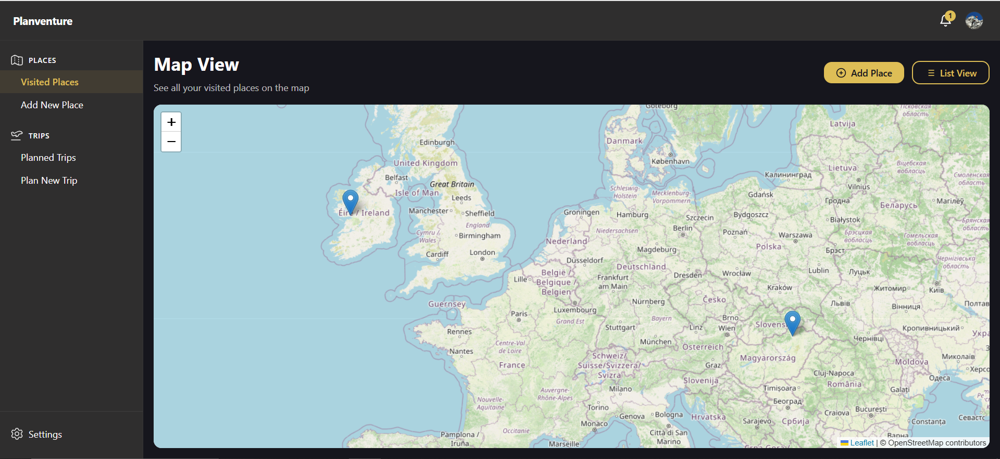 Planventure
1
PLACES
Visited Places
Add New Place
TRIPS
Planned Trips
Plan New Trip
Settings
Map View
See all your visited places on the map
Add Place
List View
+
−
Göteborg
Псковская
область
Latvija
Edinburgh
Danmark
København
United Kingdom
Belfast
Great Britain
Isle of Man
Leeds
Éire / Ireland
Manchester
Sheffield
England
Cymru /
Wales
Birmingham
Cardiff
London
Schleswig-
Holstein
Mecklenburg-
Vorpommern
Калининград
Lietuva
Vilnius
Віцебская
вобласць
Смоленская
область
Gdańsk
Гродна
Магілёў
Беларусь
Groningen
Hamburg
Szczecin
Bydgoszcz
Białystok
Брянская
область
Niedersachsen
Berlin
Poznań
Warszawa
Брэсцкая
вобласць
Гомельская
вобласць
Nederland
Magdeburg
Polska
Брэст
Düsseldorf
Deutschland
Чернігівська
область
België /
Belgique /
Belgien
Lille
Frankfurt
am Main
Dresden
Wrocław
Lublin
Луцьк
Kraków
Житомир
Київ
Guernsey
Luxembourg
Nürnberg
Česko
Львів
Вінниця
Полтав
Paris
Grand Est
Bayern
Brno
Rennes
Stuttgart
Linz
Wien
Slovens
Кропивницький
Укра
Чернівці
Nantes
Centre-Val
de Loire
München
Österreich
France
Schweiz/
Suisse/Svizzera/
Svizra
Magyarország
Moldova
Миколаїв
Херсо
Graz
Cluj-Napoca
Одеса
Slovenija
România
Milano
Timișoara
Galați
Auvergne-
Rhône-Alpes
Nouvelle-
Aquitaine
Torino
Београд
București
Genova
Bologna
Hrvatska
Craiova
Севасто
Monaco
Sarajevo
Србија
Constanța
Occitanie
Pamplona /
Iruña
Marseille
Città di San
Marino
Crna Gora
Варна
Leaflet | © OpenStreetMap contributors